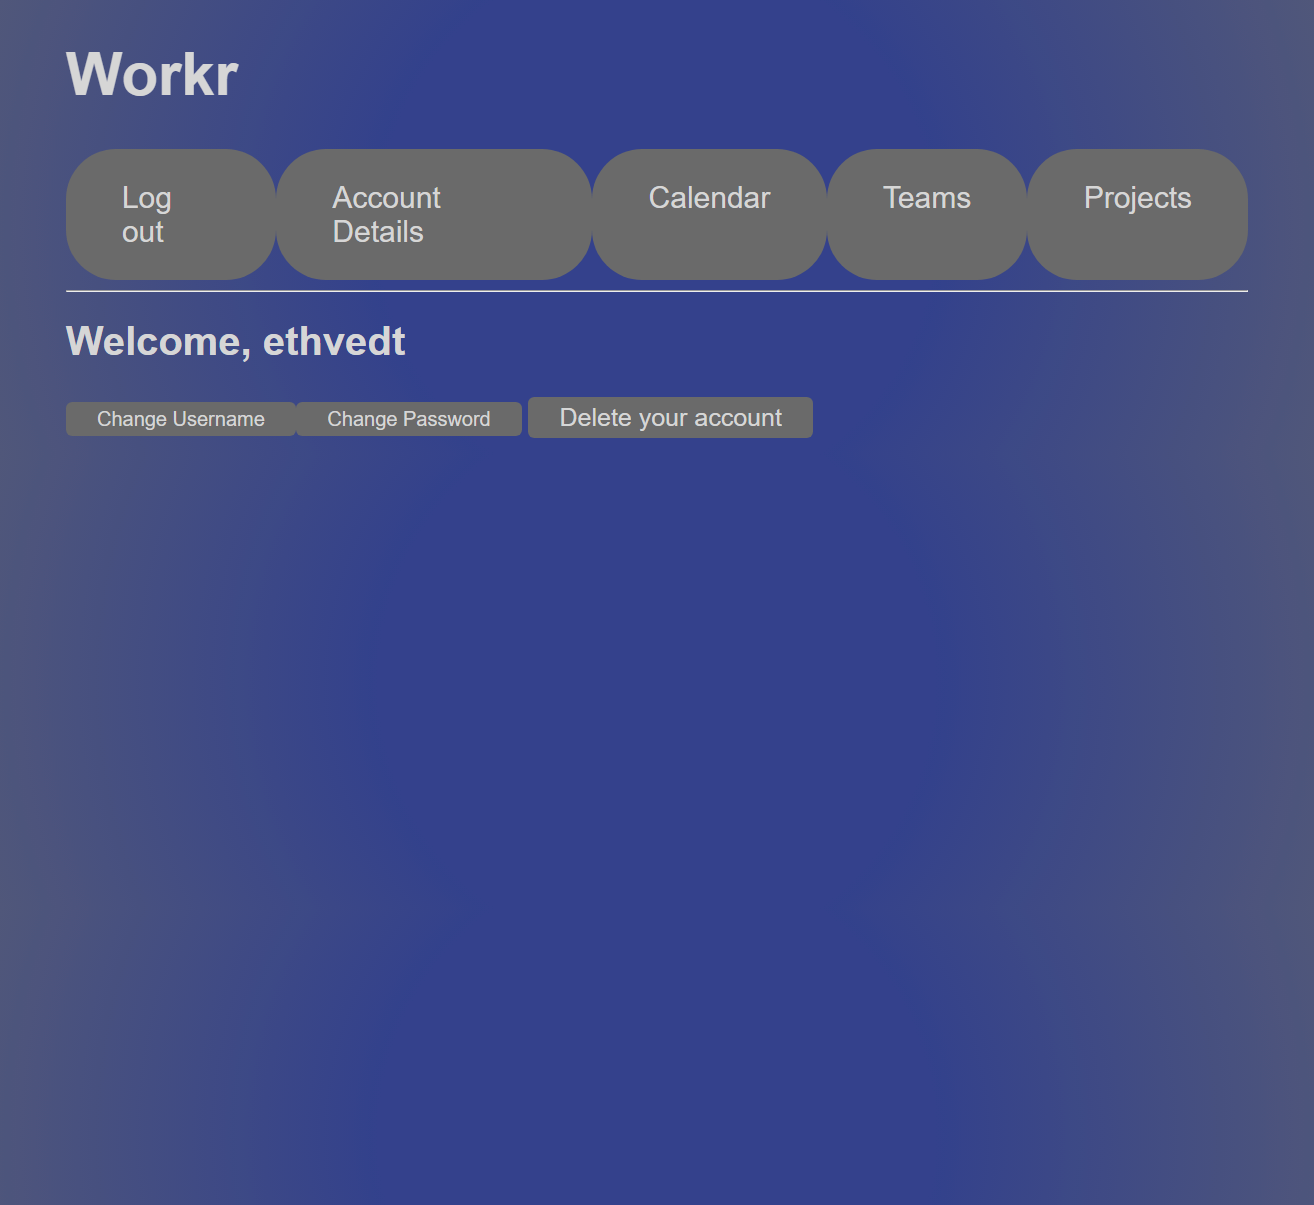 Workr
Log out
Account Details
Calendar
Teams
Projects
Welcome, ethvedt
Change Username
Change Password
Delete your account